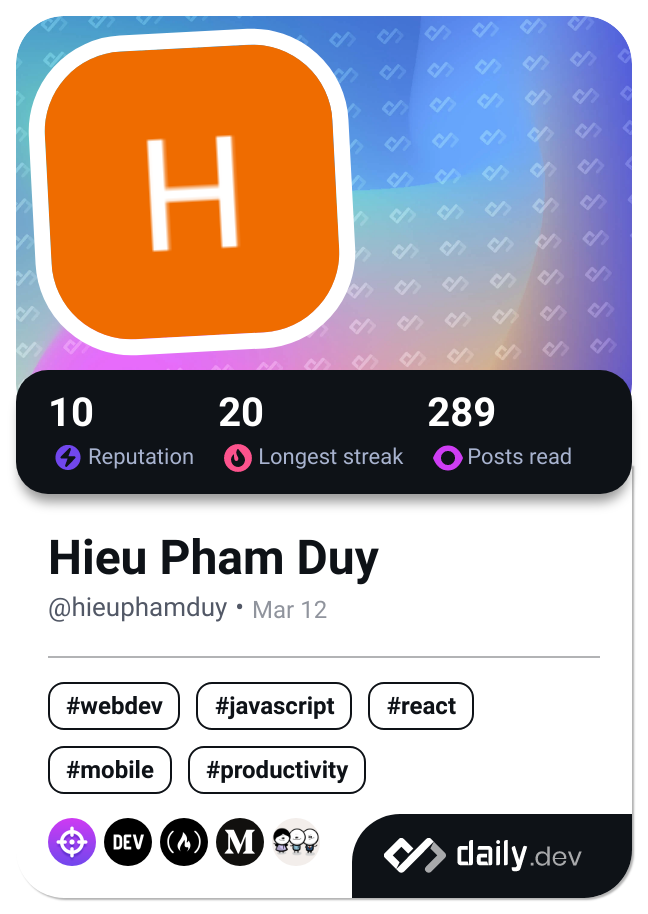 H
10 20 289
Reputation Longest streak Posts read
Hieu Pham Duy
@hieuphamduy • Mar 12
#webdev #javascript #react
#mobile #productivity
DEV M
daily.dev